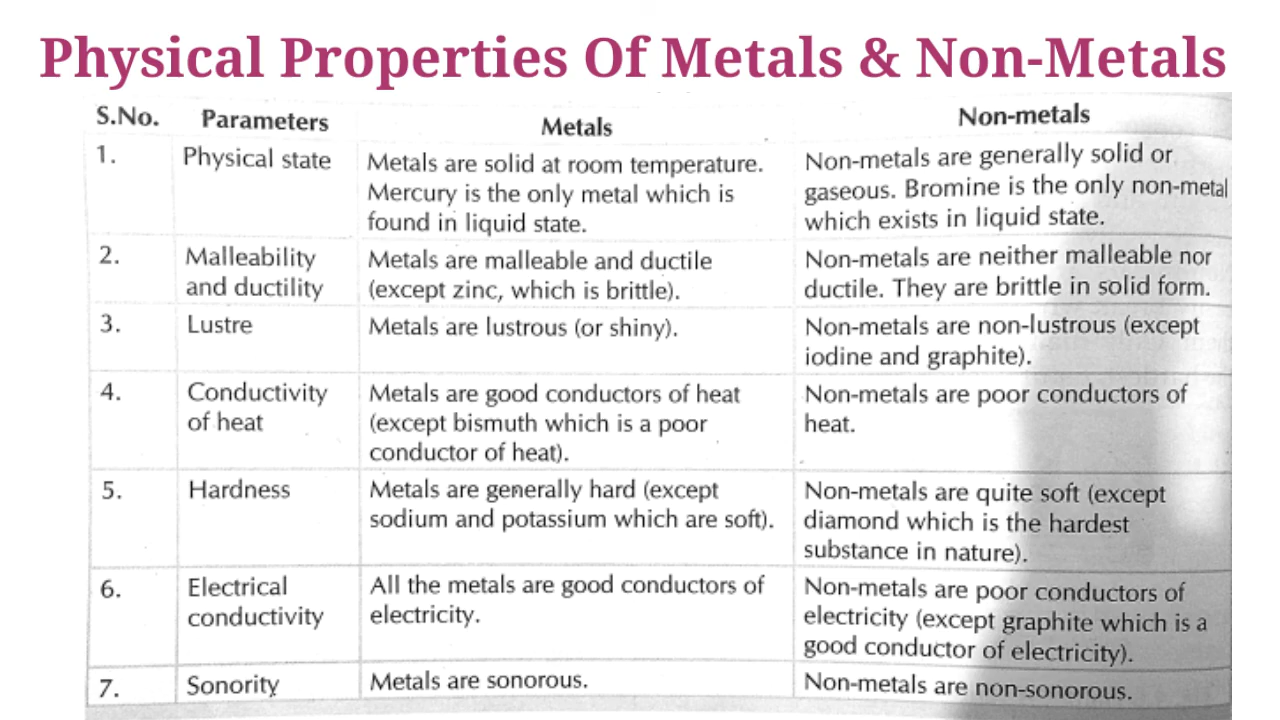 Physical Properties Of Metals & Non-Metals
S.No. Parameters Metals Non-metals
1. Physical state Metals are solid at room temperature. Non-metals are generally solid or
Mercury is the only metal which is gaseous. Bromine is the only non-metal
found in liquid state. which exists in liquid state.
2. Malleability Metals are malleable and ductile Non-metals are neither malleable nor
and ductility (except zinc, which is brittle). ductile. They are brittle in solid form.
3. Lustre Metals are lustrous (or shiny). Non-metals are non-lustrous (except
iodine and graphite).
4. Conductivity Metals are good conductors of heat Non-metals are poor conductors of
of heat (except bismuth which is a poor heat.
conductor of heat).
5. Hardness Metals are generally hard (except Non-metals are quite soft (except
sodium and potassium which are soft). diamond which is the hardest
substance in nature).
6. Electrical All the metals are good conductors of Non-metals are poor conductors of
conductivity electricity. electricity (except graphite which is a
good conductor of electricity).
7. Sonority Metals are sonorous. Non-metals are non-sonorous.